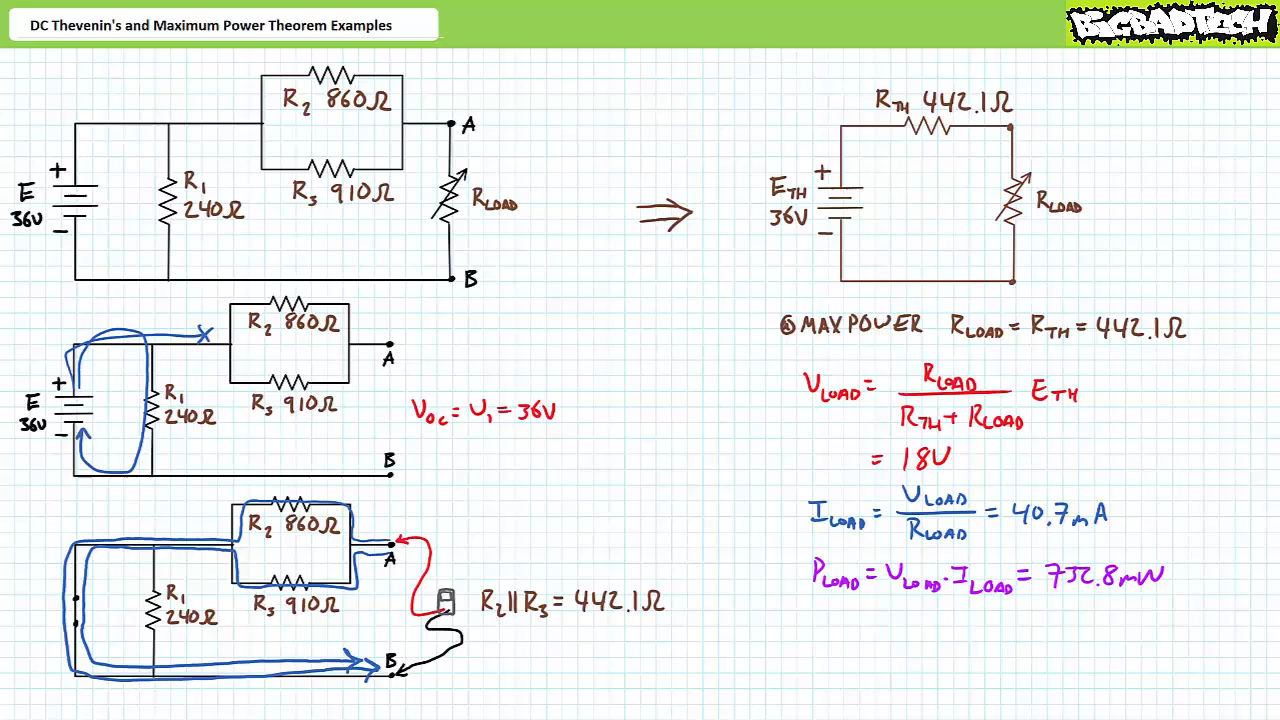 DC Thevenin's and Maximum Power Theorem Examples
BIGBADTECH
R2 860Ω
A
+
E
36V
−
R1
240Ω
R3 910Ω
RLOAD
B
RTH 442.1Ω
+
ETH
36V
−
RLOAD
R2 860Ω
A
+
E
36V
−
R1
240Ω
R3 910Ω
B
VOC = V1 = 36V
@ MAX POWER RLOAD = RTH = 442.1Ω
VLOAD = RLOAD / RTH + RLOAD ETH
= 18V
ILOAD = VLOAD / RLOAD = 40.7mA
PLOAD = VLOAD · ILOAD = 732.8mW
R2 860Ω
A
R1
240Ω
R3 910Ω
B
R2 || R3 = 442.1Ω